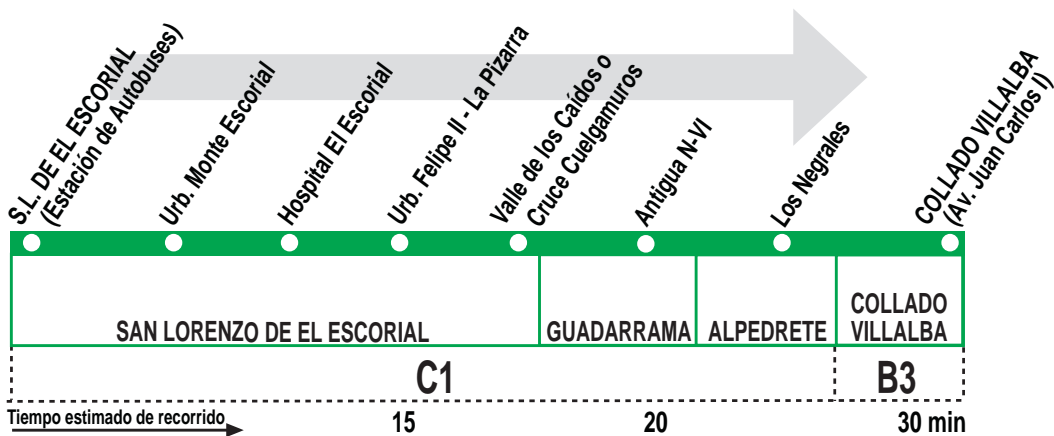 S.L. DE EL ESCORIAL
(Estación de Autobuses)
Urb. Monte Escorial
Hospital El Escorial
Urb. Felipe II - La Pizarra
Valle de los Caídos o
Cruce Cuelgamuros
Antigua N-VI
Los Negrales
COLLADO VILLALBA
(Av. Juan Carlos I)
SAN LORENZO DE EL ESCORIAL
GUADARRAMA
ALPEDRETE
COLLADO
VILLALBA
C1
B3
Tiempo estimado de recorrido
15
20
30 min